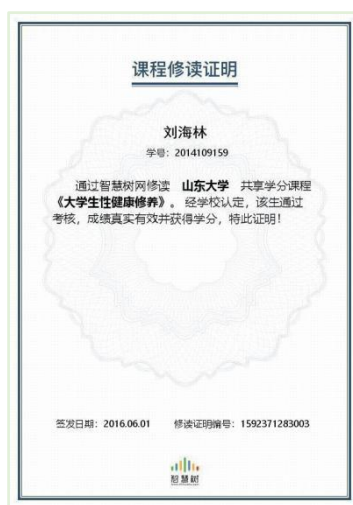 课程修读证明
刘海林
学号：2014109159
通过智慧树网修读 山东大学 共享学分课程
《大学生性健康修养》。经学校认定，该生通过
考核，成绩真实有效并获得学分，特此证明！
签发日期：2016.06.01 修读证明编号：1592371283003
智慧树